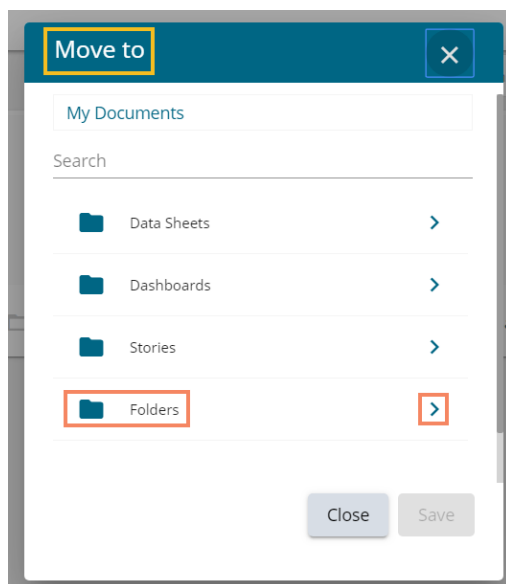 Move to
My Documents
Search
Data Sheets
Dashboards
Stories
Folders
Close Save